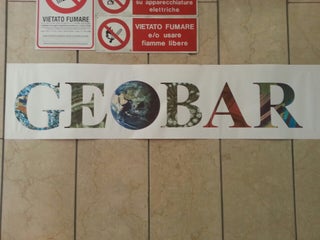 VIETATO FUMARE
su apparecchiature
elettriche
VIETATO FUMARE
e/o usare
fiamme libere
GEOBAR